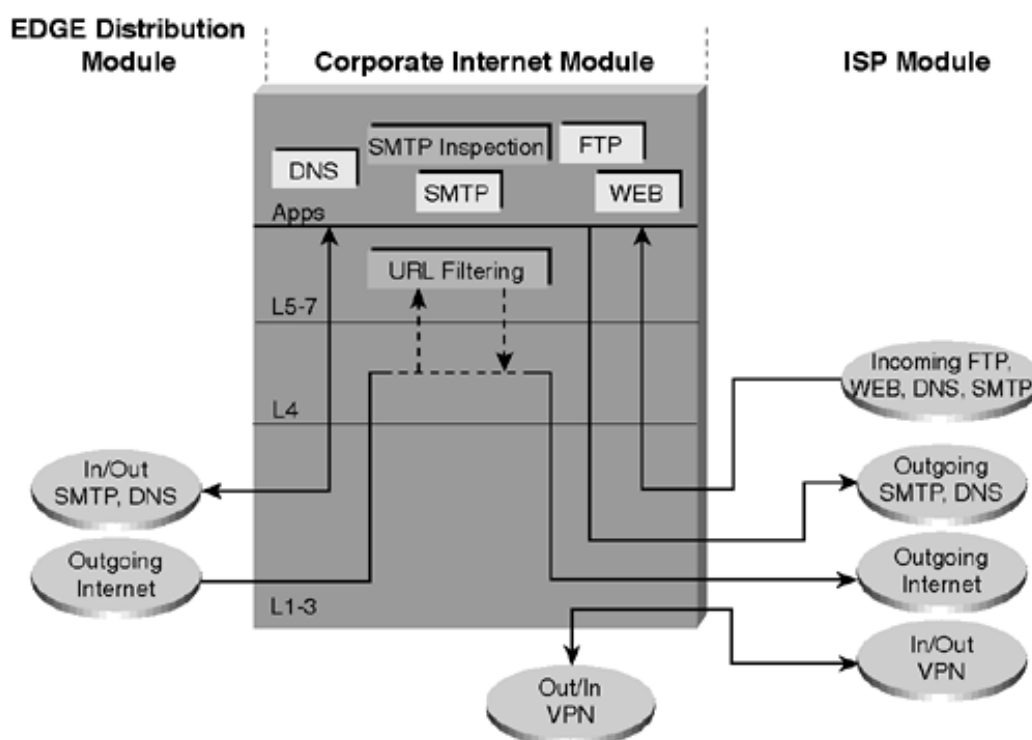 EDGE Distribution
Module
Corporate Internet Module
ISP Module
SMTP Inspection
FTP
DNS
SMTP
WEB
Apps
URL Filtering
L5-7
L4
Incoming FTP,
WEB, DNS, SMTP
In/Out
SMTP, DNS
Outgoing
SMTP, DNS
Outgoing
Internet
Outgoing
Internet
L1-3
In/Out
VPN
Out/In
VPN